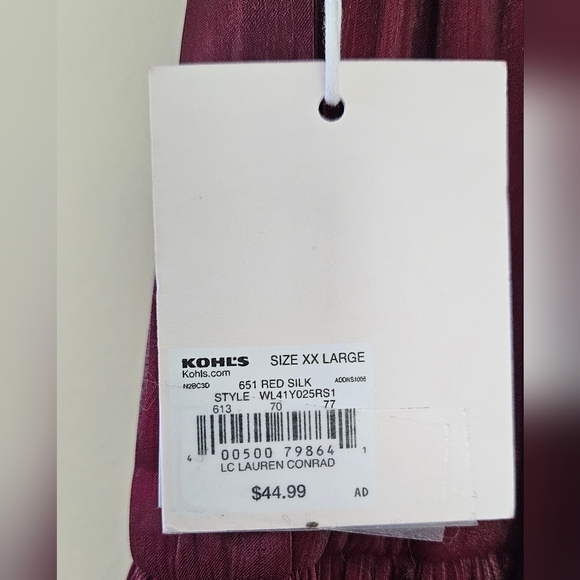 KOHL'S SIZE XX LARGE
Kohls.com
N2BC3D 651 RED SILK ADDNS1006
STYLE WL41Y025RS1
613 70 77
4 00500 79864 1
LC LAUREN CONRAD
$44.99 AD